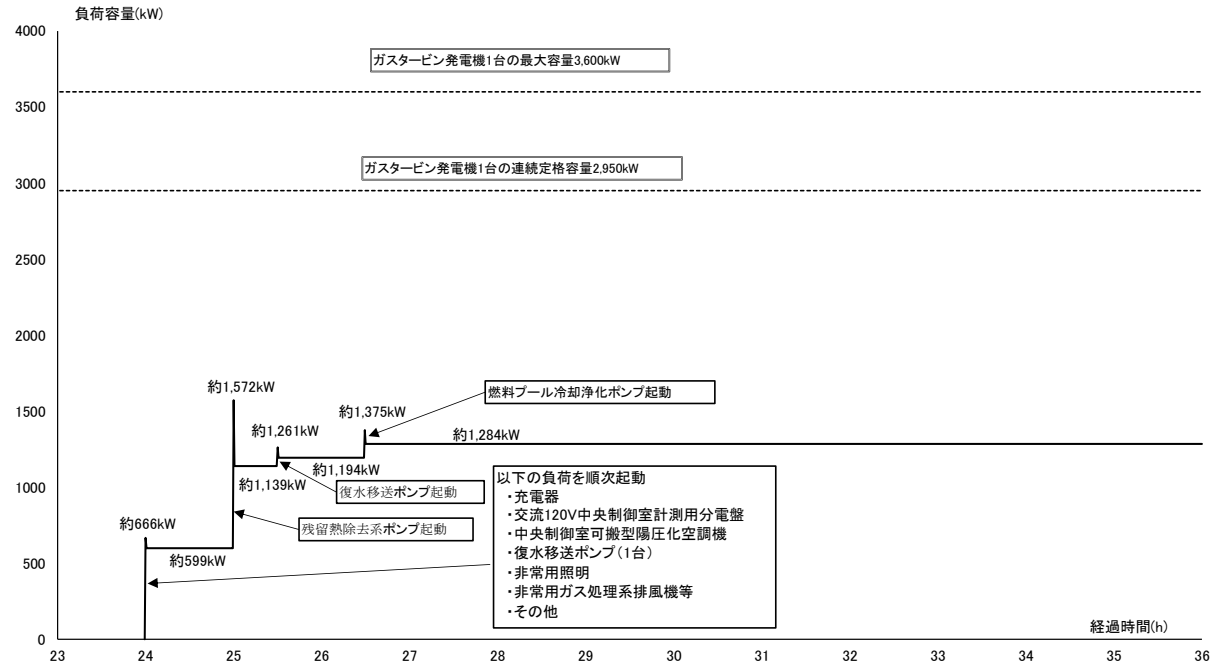 負荷容量(kW)
4000
3500
3000
2500
2000
1500
1000
500
0
ガスタービン発電機1台の最大容量3,600kW
ガスタービン発電機1台の連続定格容量2,950kW
約1,572kW
約1,375kW
燃料プール冷却浄化ポンプ起動
約1,261kW
約1,284kW
約1,194kW
約1,139kW
復水移送ポンプ起動
約666kW
残留熱除去系ポンプ起動
約599kW
以下の負荷を順次起動
・充電器
・交流120V中央制御室計測用分電盤
・中央制御室可搬型陽圧化空調機
・復水移送ポンプ(1台)
・非常用照明
・非常用ガス処理系排風機等
・その他
経過時間(h)
23 24 25 26 27 28 29 30 31 32 33 34 35 36